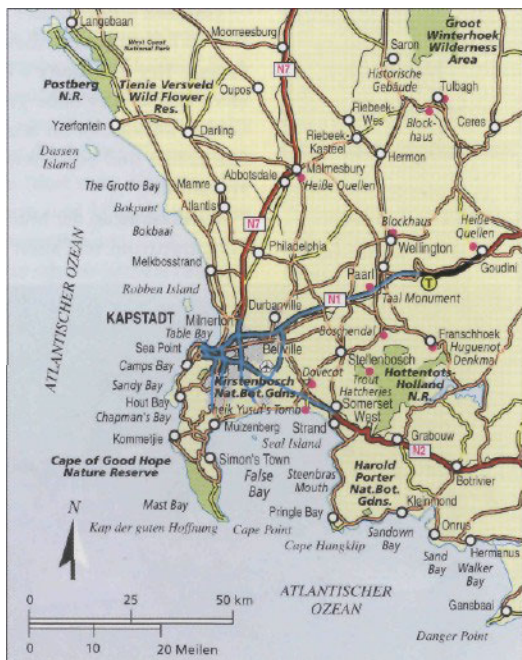 Langebaan
West Coast
National Park
Moorreesburg
Groot
Winterhoek
Wilderness
Area
Saron
Historische
Gebäude
Tulbagh
N7
Postberg
N.R.
Tienie Versveld
Wild Flower
Res.
Oupos
Riebeek-
Wes
Block-
haus
Ceres
Yzerfontein
Darling
Riebeek-
Kasteel
Hermon
Dassen
Island
Malmesbury
Abbotsdale
Heiße Quellen
The Grotto Bay
Mamre
Bokpunt
Atlantis
Blockhaus
Heiße
Quellen
Bokbaai
N7
Philadelphia
Wellington
Goudini
Melkbosstrand
Paarl
T
Robben Island
N1
Taal Monument
ATLANTISCHER OZEAN
Durbanville
KAPSTADT
Milnerton
Boschendal
Franschhoek
Table Bay
Huguenot
Denkmal
Sea Point
Bellville
Stellenbosch
Camps Bay
Dovecot
Trout
Hatcheries
Hottentots-
Holland
N.R.
Sandy Bay
Kirstenbosch
Nat.Bot.Gdns.
Hout Bay
Sheik Yusuf's Tomb
Somerset
West
Chapman's Bay
Muizenberg
Strand
Kommetjie
Seal Island
Grabouw
N2
Cape of Good Hope
Nature Reserve
Simon's Town
False
Bay
Steenbras
Mouth
Harold
Porter
Nat.Bot.
Gdns.
Botrivier
Mast Bay
Kleinmond
N
Kap der guten Hoffnung
Cape Point
Pringle Bay
Onrus
Cape Hangklip
Sandown
Bay
Sand
Bay
Hermanus
Walker
Bay
ATLANTISCHER
OZEAN
0 25 50 km
Gansbaai
0 10 20 Meilen
Danger Point